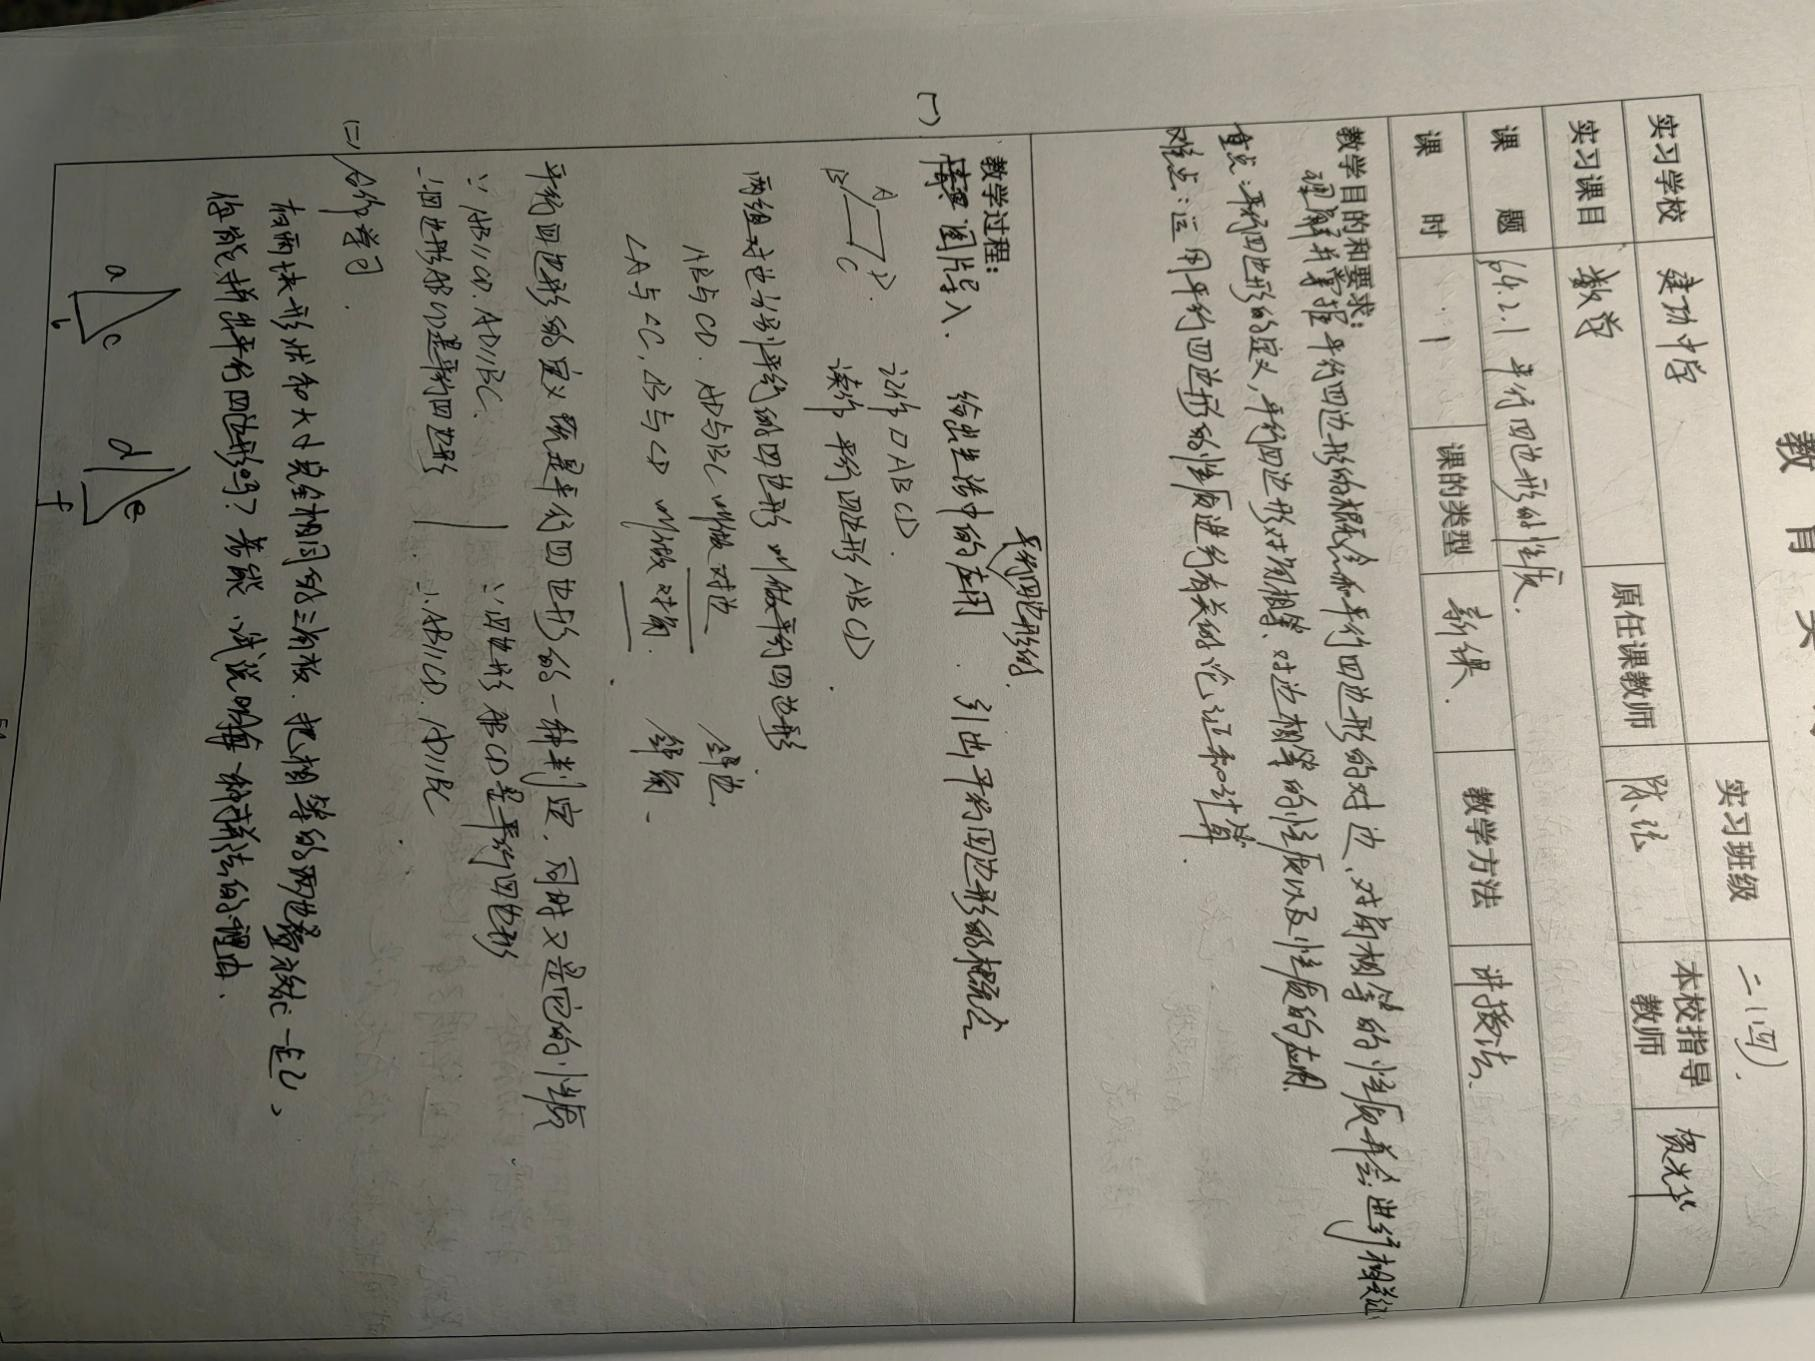 教育实
实习学校 建功中学 实习班级 二(四).
实习课目 数学 原任课教师 本校指导教师
课题 §4.2.1 平行四边形的性质.
课时 1 课的类型 新课. 教学方法 讲授法.
教学目的和要求:
理解并掌握平行四边形的概念和平行四边形的对边、对角相等的性质并会进行相关证
重点:平行四边形的定义,平行四边形对角相等、对边相等的性质以及性质的应用.
难点:运用平行四边形的性质进行有关的论证和计算.
教学过程:
(一) 图片导入. 给出生活中的平行四边形的应用. 引出平行四边形的概念
A B C D 记作▱ABCD.
读作 平行四边形ABCD.
两组对边分别平行的四边形叫做平行四边形
AB与CD. AD与BC叫做对边 邻边.
∠A与∠C,∠B与∠D 叫做对角. 邻角.
平行四边形的定义既是平行四边形的一种判定,同时又是它的性质.
∵AB//CD. AD//BC. ∵四边形ABCD是平行四边形
∴四边形ABCD是平行四边形. ∴AB//CD. AD//BC.
(二) 合作学习.
有两块形状和大小完全相同的三角板.把相等的两边叠放在一起,
你能拼出平行四边形吗?若能,试说明每一种拼法的理由.
a b c d e f